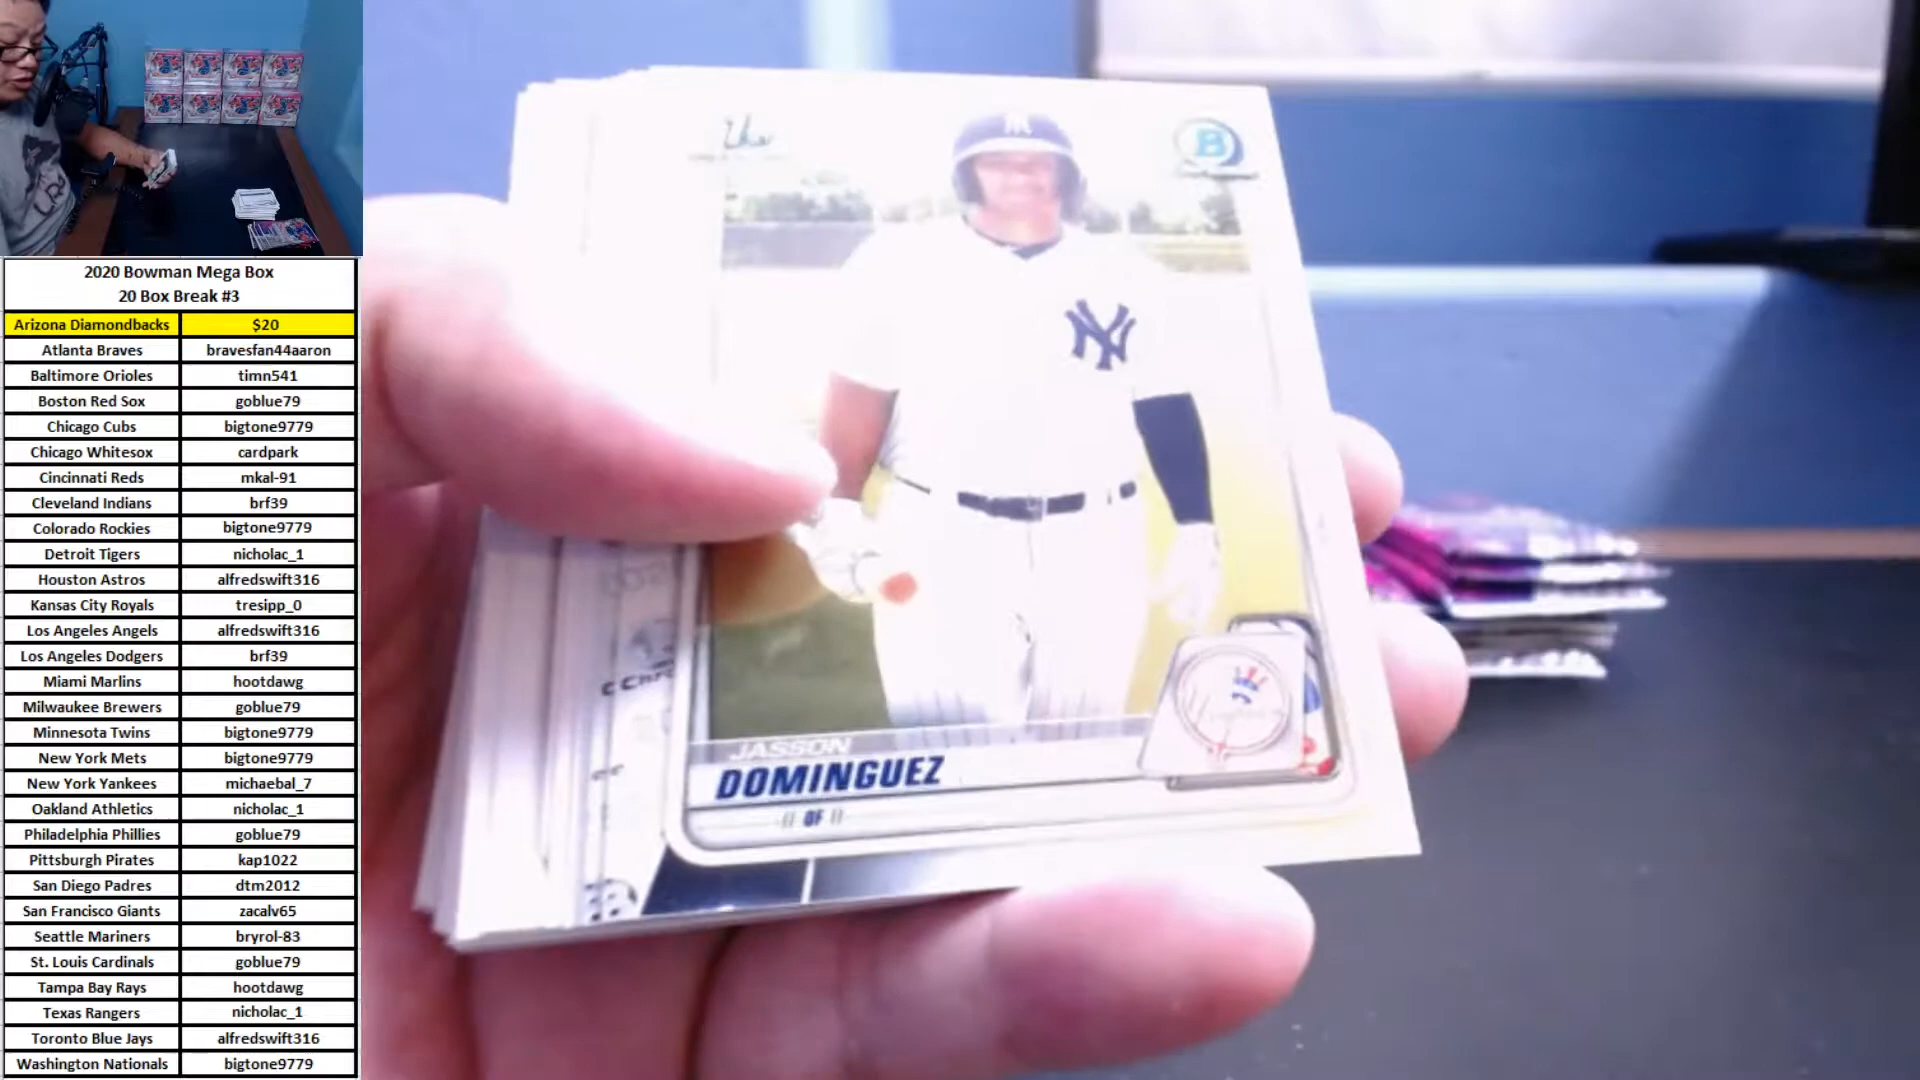 2020 Bowman Mega Box
20 Box Break #3
Arizona Diamondbacks $20
Atlanta Braves bravesfan44aaron
Baltimore Orioles timn541
Boston Red Sox goblue79
Chicago Cubs bigtone9779
Chicago Whitesox cardpark
Cincinnati Reds mkal-91
Cleveland Indians brf39
Colorado Rockies bigtone9779
Detroit Tigers nicholac_1
Houston Astros alfredswift316
Kansas City Royals tresipp_0
Los Angeles Angels alfredswift316
Los Angeles Dodgers brf39
Miami Marlins hootdawg
Milwaukee Brewers goblue79
Minnesota Twins bigtone9779
New York Mets bigtone9779
New York Yankees michaebal_7
Oakland Athletics nicholac_1
Philadelphia Phillies goblue79
Pittsburgh Pirates kap1022
San Diego Padres dtm2012
San Francisco Giants zacalv65
Seattle Mariners bryrol-83
St. Louis Cardinals goblue79
Tampa Bay Rays hootdawg
Texas Rangers nicholac_1
Toronto Blue Jays alfredswift316
Washington Nationals bigtone9779
B
NY
JASSON
DOMINGUEZ
OF